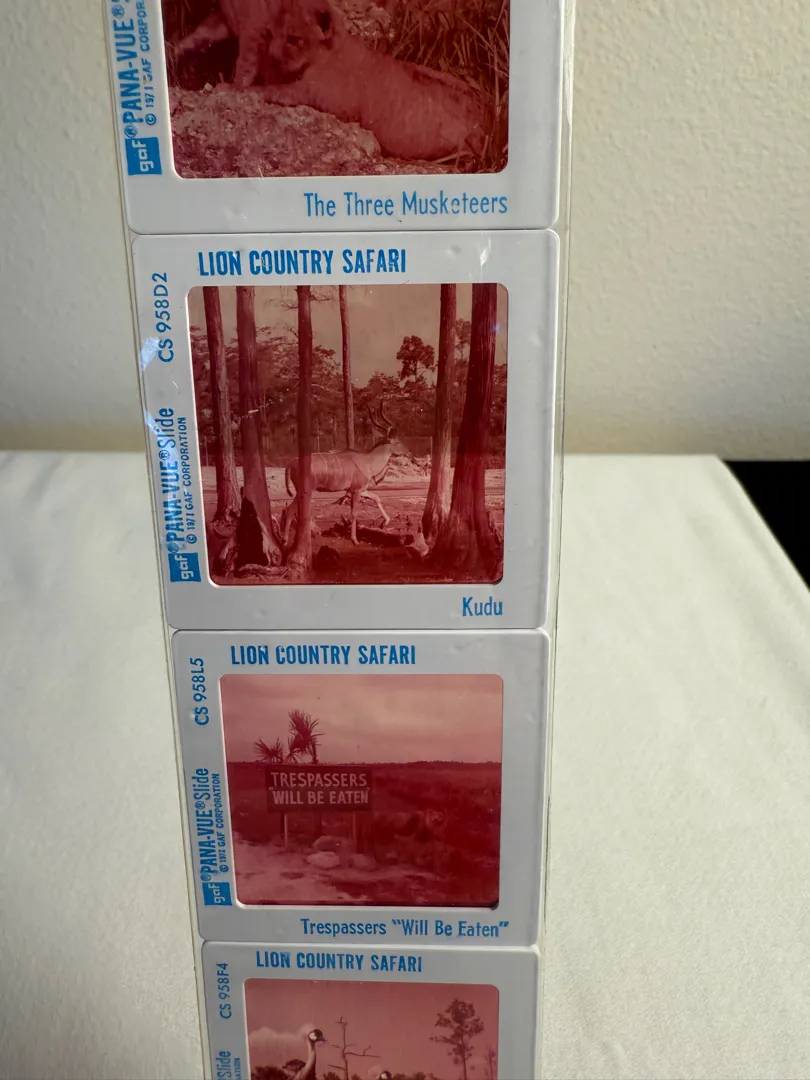 gaf®PANA-VUE®
© 1971 GAF CORPOR
The Three Musketeers
LION COUNTRY SAFARI
CS 958D2
gaf®PANA-VUE®Slide
© 1971 GAF CORPORATION
Kudu
LION COUNTRY SAFARI
CS 958L5
gaf®PANA-VUE®Slide
© 1972 GAF CORPORATION
TRESPASSERS
"WILL BE EATEN"
Trespassers “Will Be Eaten”
LION COUNTRY SAFARI
CS 958F4
Slide
ATION